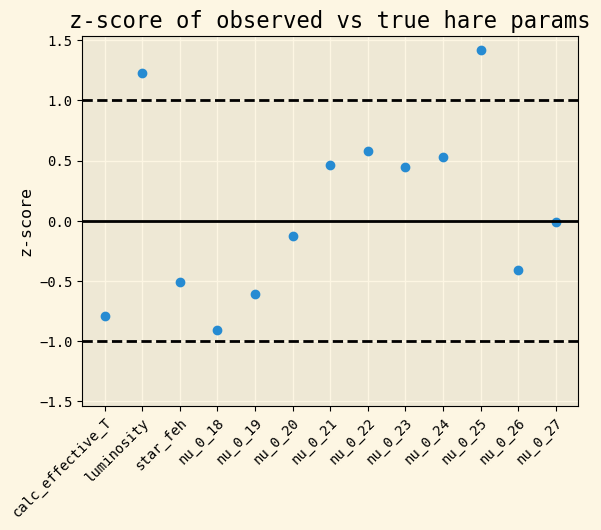 z-score of observed vs true hare params
z-score
1.5
1.0
0.5
0.0
−0.5
−1.0
−1.5
calc_effective_T
luminosity
star_feh
nu_0_18
nu_0_19
nu_0_20
nu_0_21
nu_0_22
nu_0_23
nu_0_24
nu_0_25
nu_0_26
nu_0_27